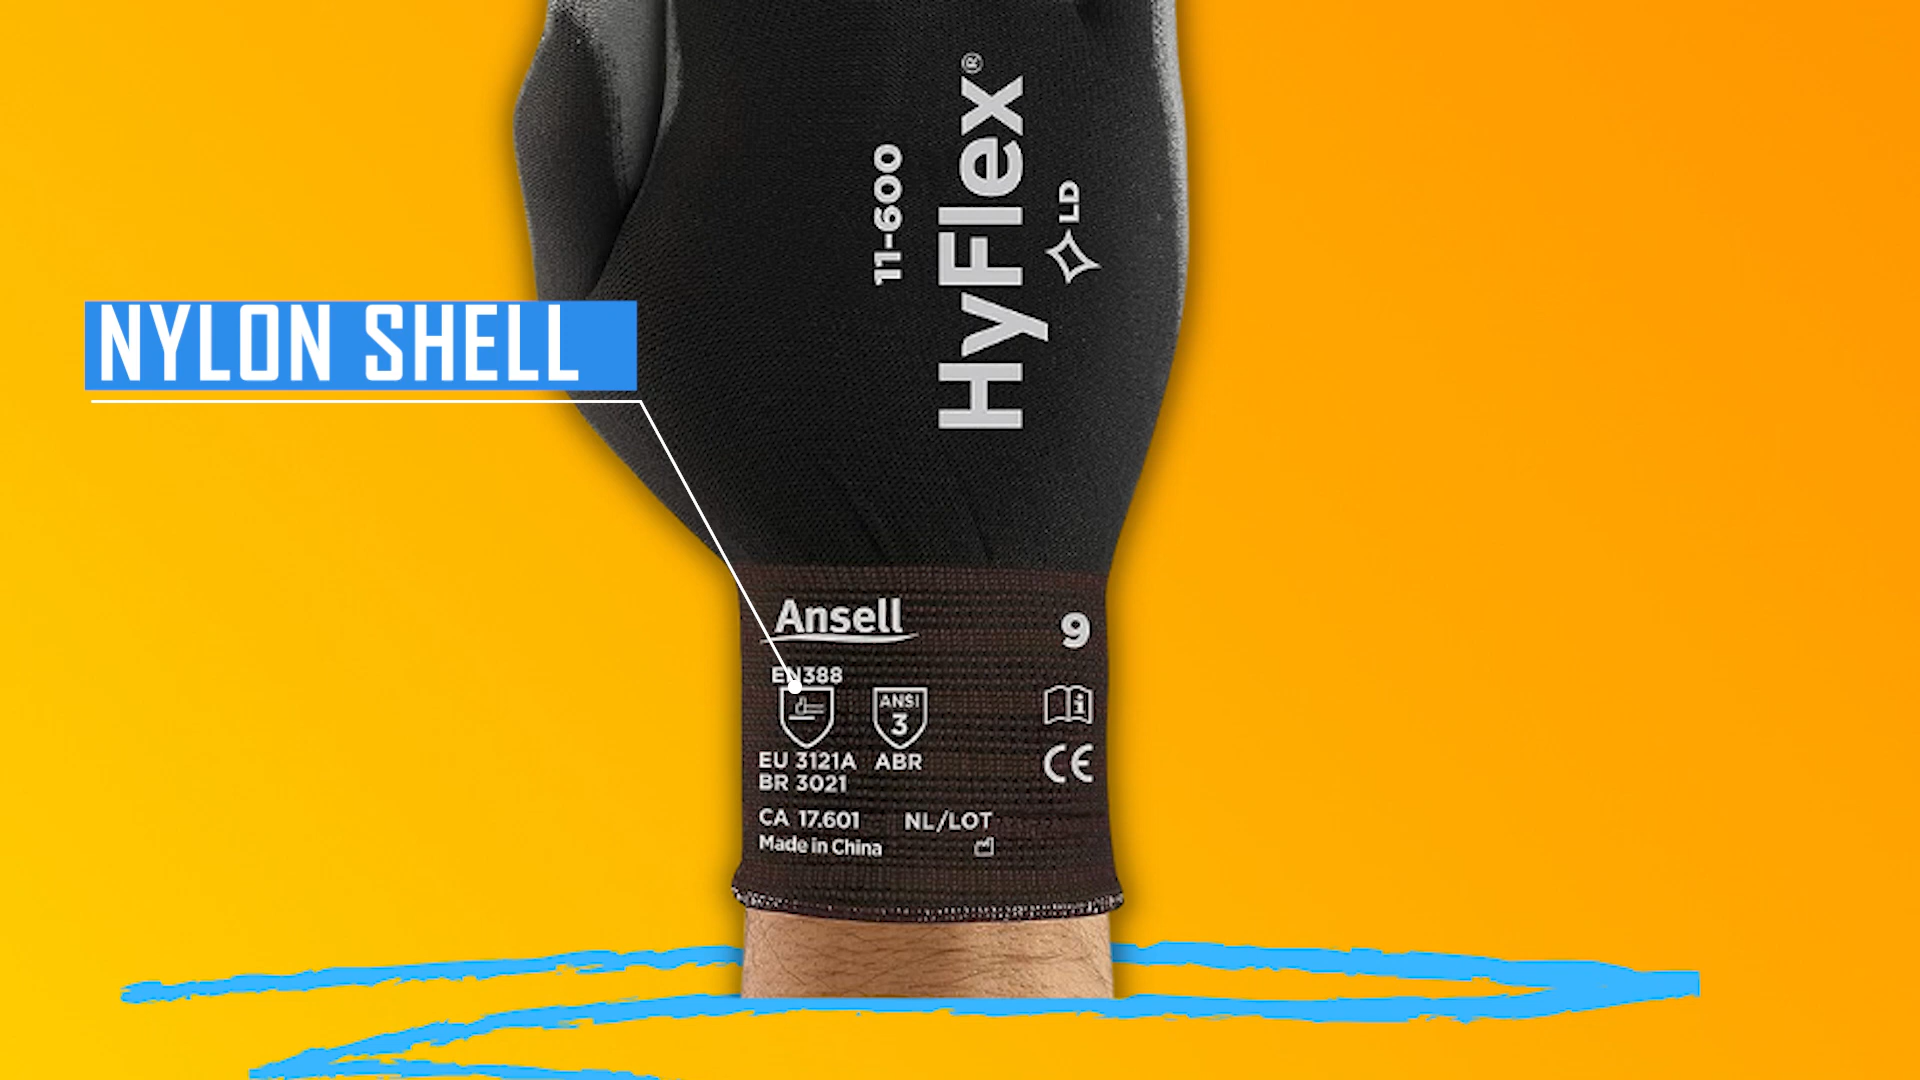 11-600
HyFlex®
LD
NYLON SHELL
Ansell
9
EN388
ANSI
3
EU 3121A
ABR
BR 3021
CE
CA 17.601
NL/LOT
Made in China